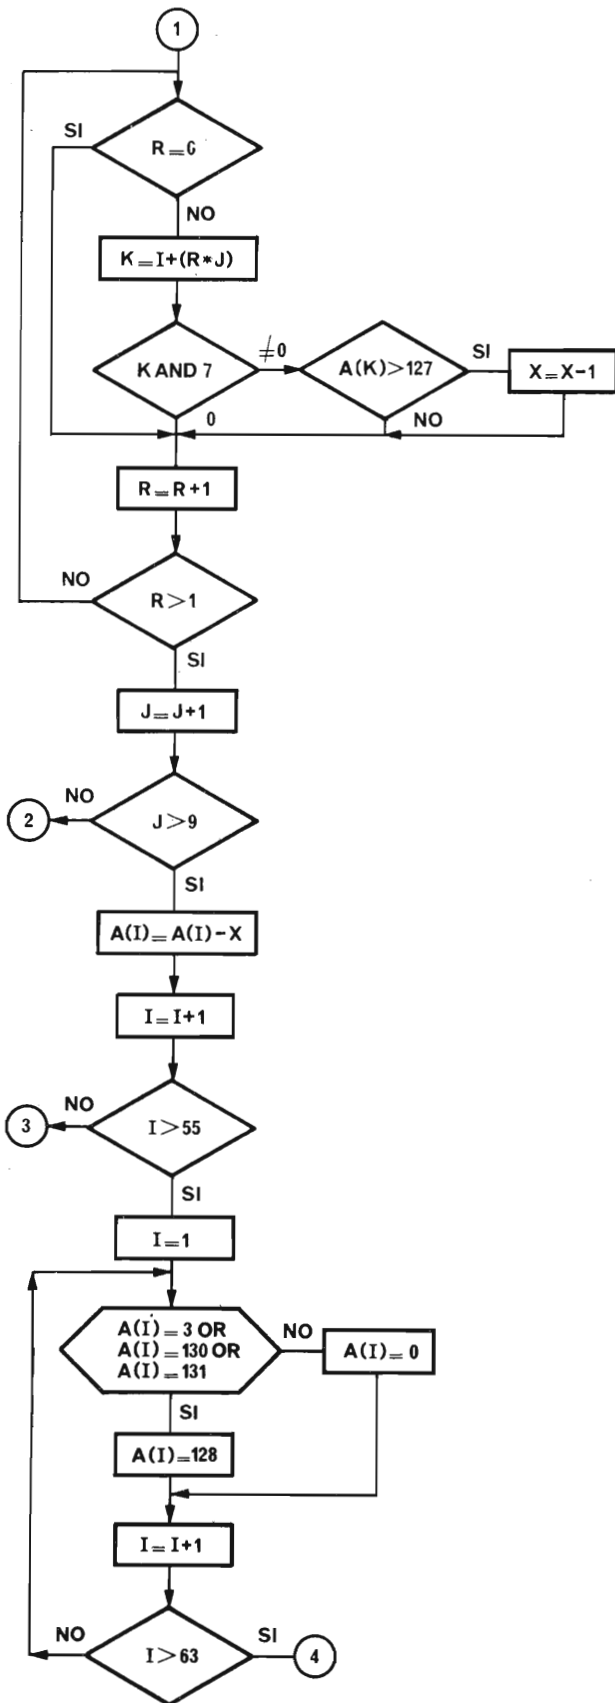 1
SI
R=0
NO
K=I+(R*J)
K AND 7
≠0
A(K)>127
SI
X=X-1
0
NO
R=R+1
NO
R>1
SI
J=J+1
NO
2
J>9
SI
A(I)=A(I)-X
I=I+1
NO
3
I>55
SI
I=1
A(I)=3 OR
A(I)=130 OR
A(I)=131
NO
A(I)=0
SI
A(I)=128
I=I+1
NO
I>63
SI
4